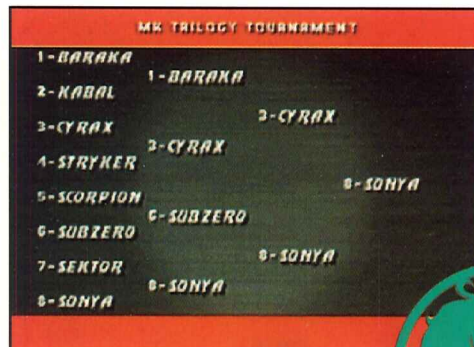 MK TRILOGY TOURNAMENT
1-BARAKA
1-BARAKA
2-KABAL
3-CYRAX
3-CYRAX
3-CYRAX
4-STRYKER
8-SONYA
5-SCORPION
6-SUBZERO
6-SUBZERO
7-SEKTOR
8-SONYA
8-SONYA
8-SONYA